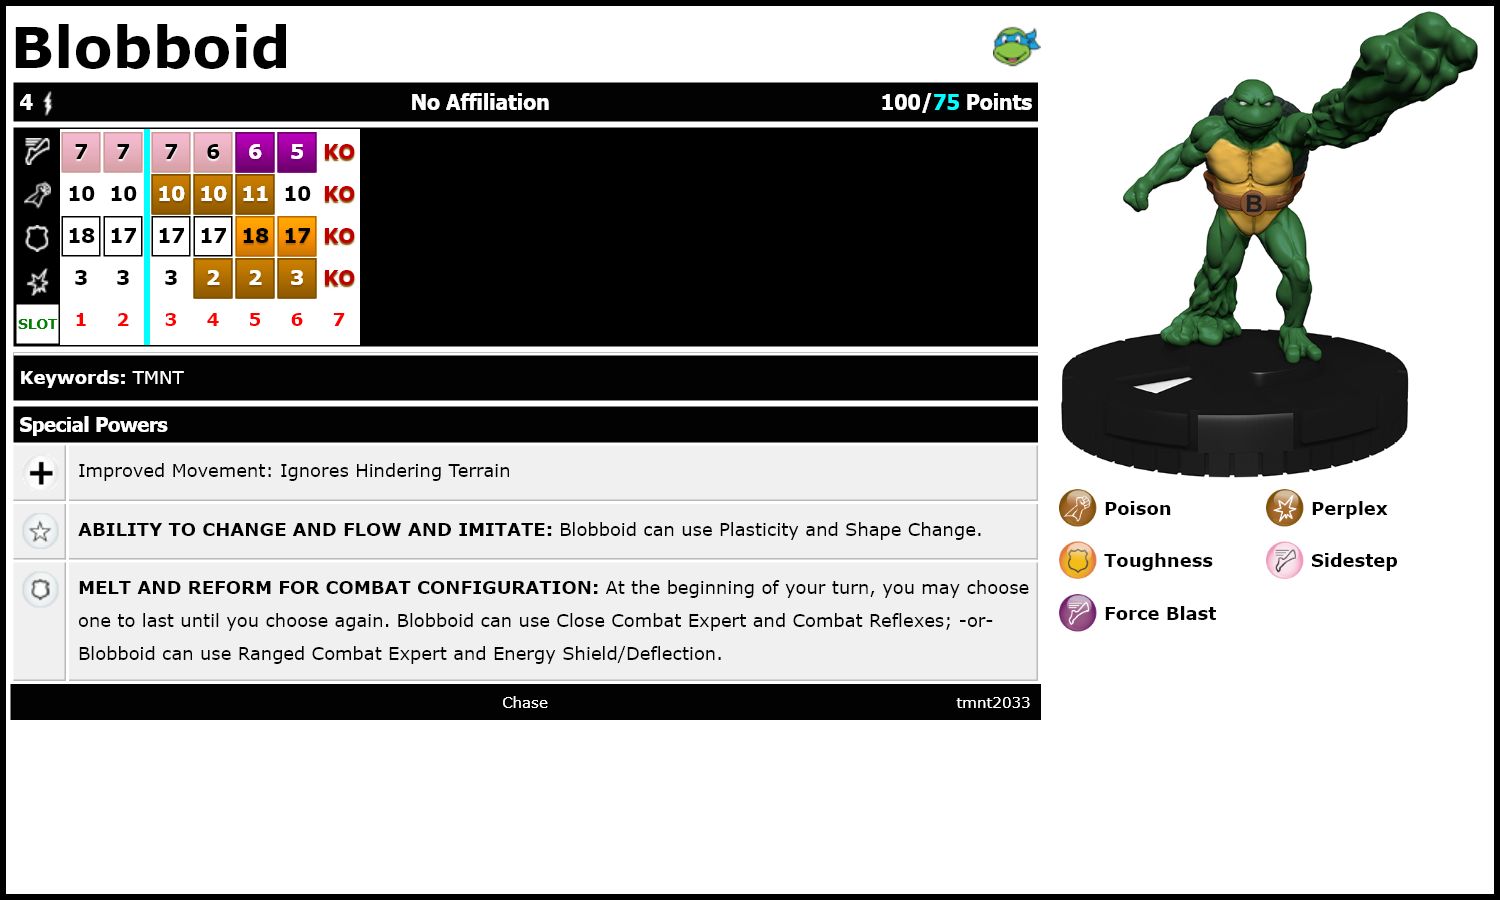 Blobboid
4 No Affiliation 100/75 Points
7 7 7 6 6 5 KO
10 10 10 10 11 10 KO
18 17 17 17 18 17 KO
3 3 3 2 2 3 KO
SLOT 1 2 3 4 5 6 7
Keywords: TMNT
Special Powers
Improved Movement: Ignores Hindering Terrain
ABILITY TO CHANGE AND FLOW AND IMITATE: Blobboid can use Plasticity and Shape Change.
MELT AND REFORM FOR COMBAT CONFIGURATION: At the beginning of your turn, you may choose
one to last until you choose again. Blobboid can use Close Combat Expert and Combat Reflexes; -or-
Blobboid can use Ranged Combat Expert and Energy Shield/Deflection.
Chase tmnt2033
B
Poison Perplex
Toughness Sidestep
Force Blast